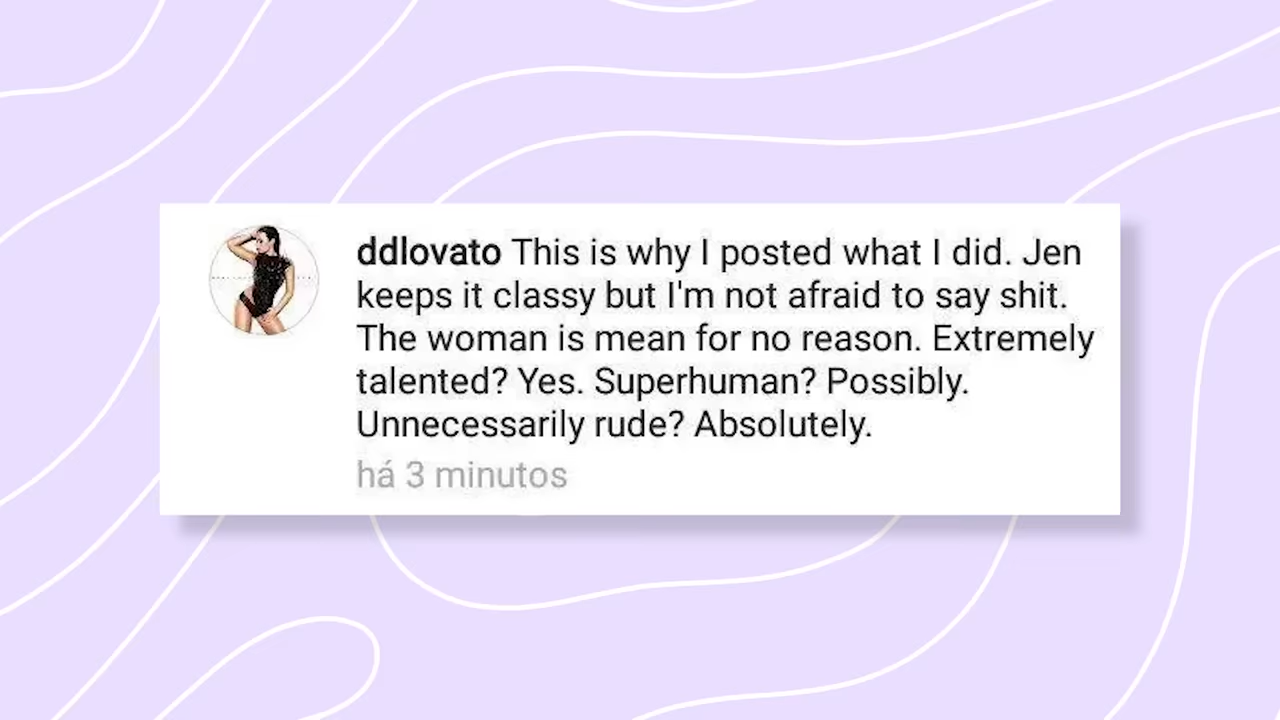 ddlovato This is why I posted what I did. Jen
keeps it classy but I'm not afraid to say shit.
The woman is mean for no reason. Extremely
talented? Yes. Superhuman? Possibly.
Unnecessarily rude? Absolutely.
há 3 minutos